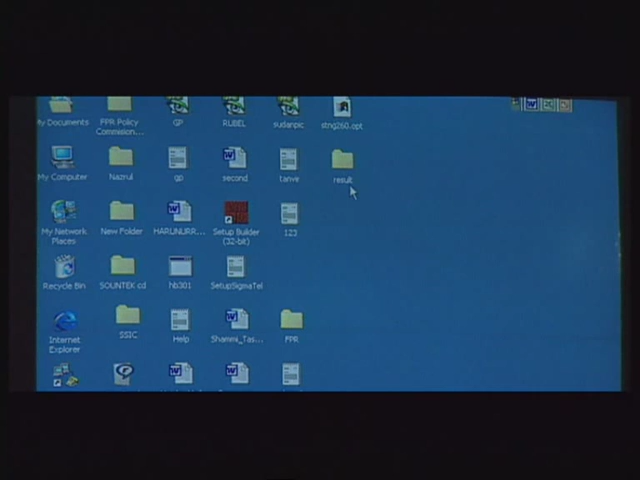 My Documents
FPR Policy
Commision...
GP
RUBEL
sudanpic
stng260.opt
My Computer
Nazrul
gp
second
tanve
result
My Network
Places
New Folder
HARUNURR...
Setup Builder
(32-bit)
123
Recycle Bin
SOUNTEK cd
hb301
SetupSigmaTel
Internet
Explorer
SSIC
Help
Shammi_Tas...
FPR